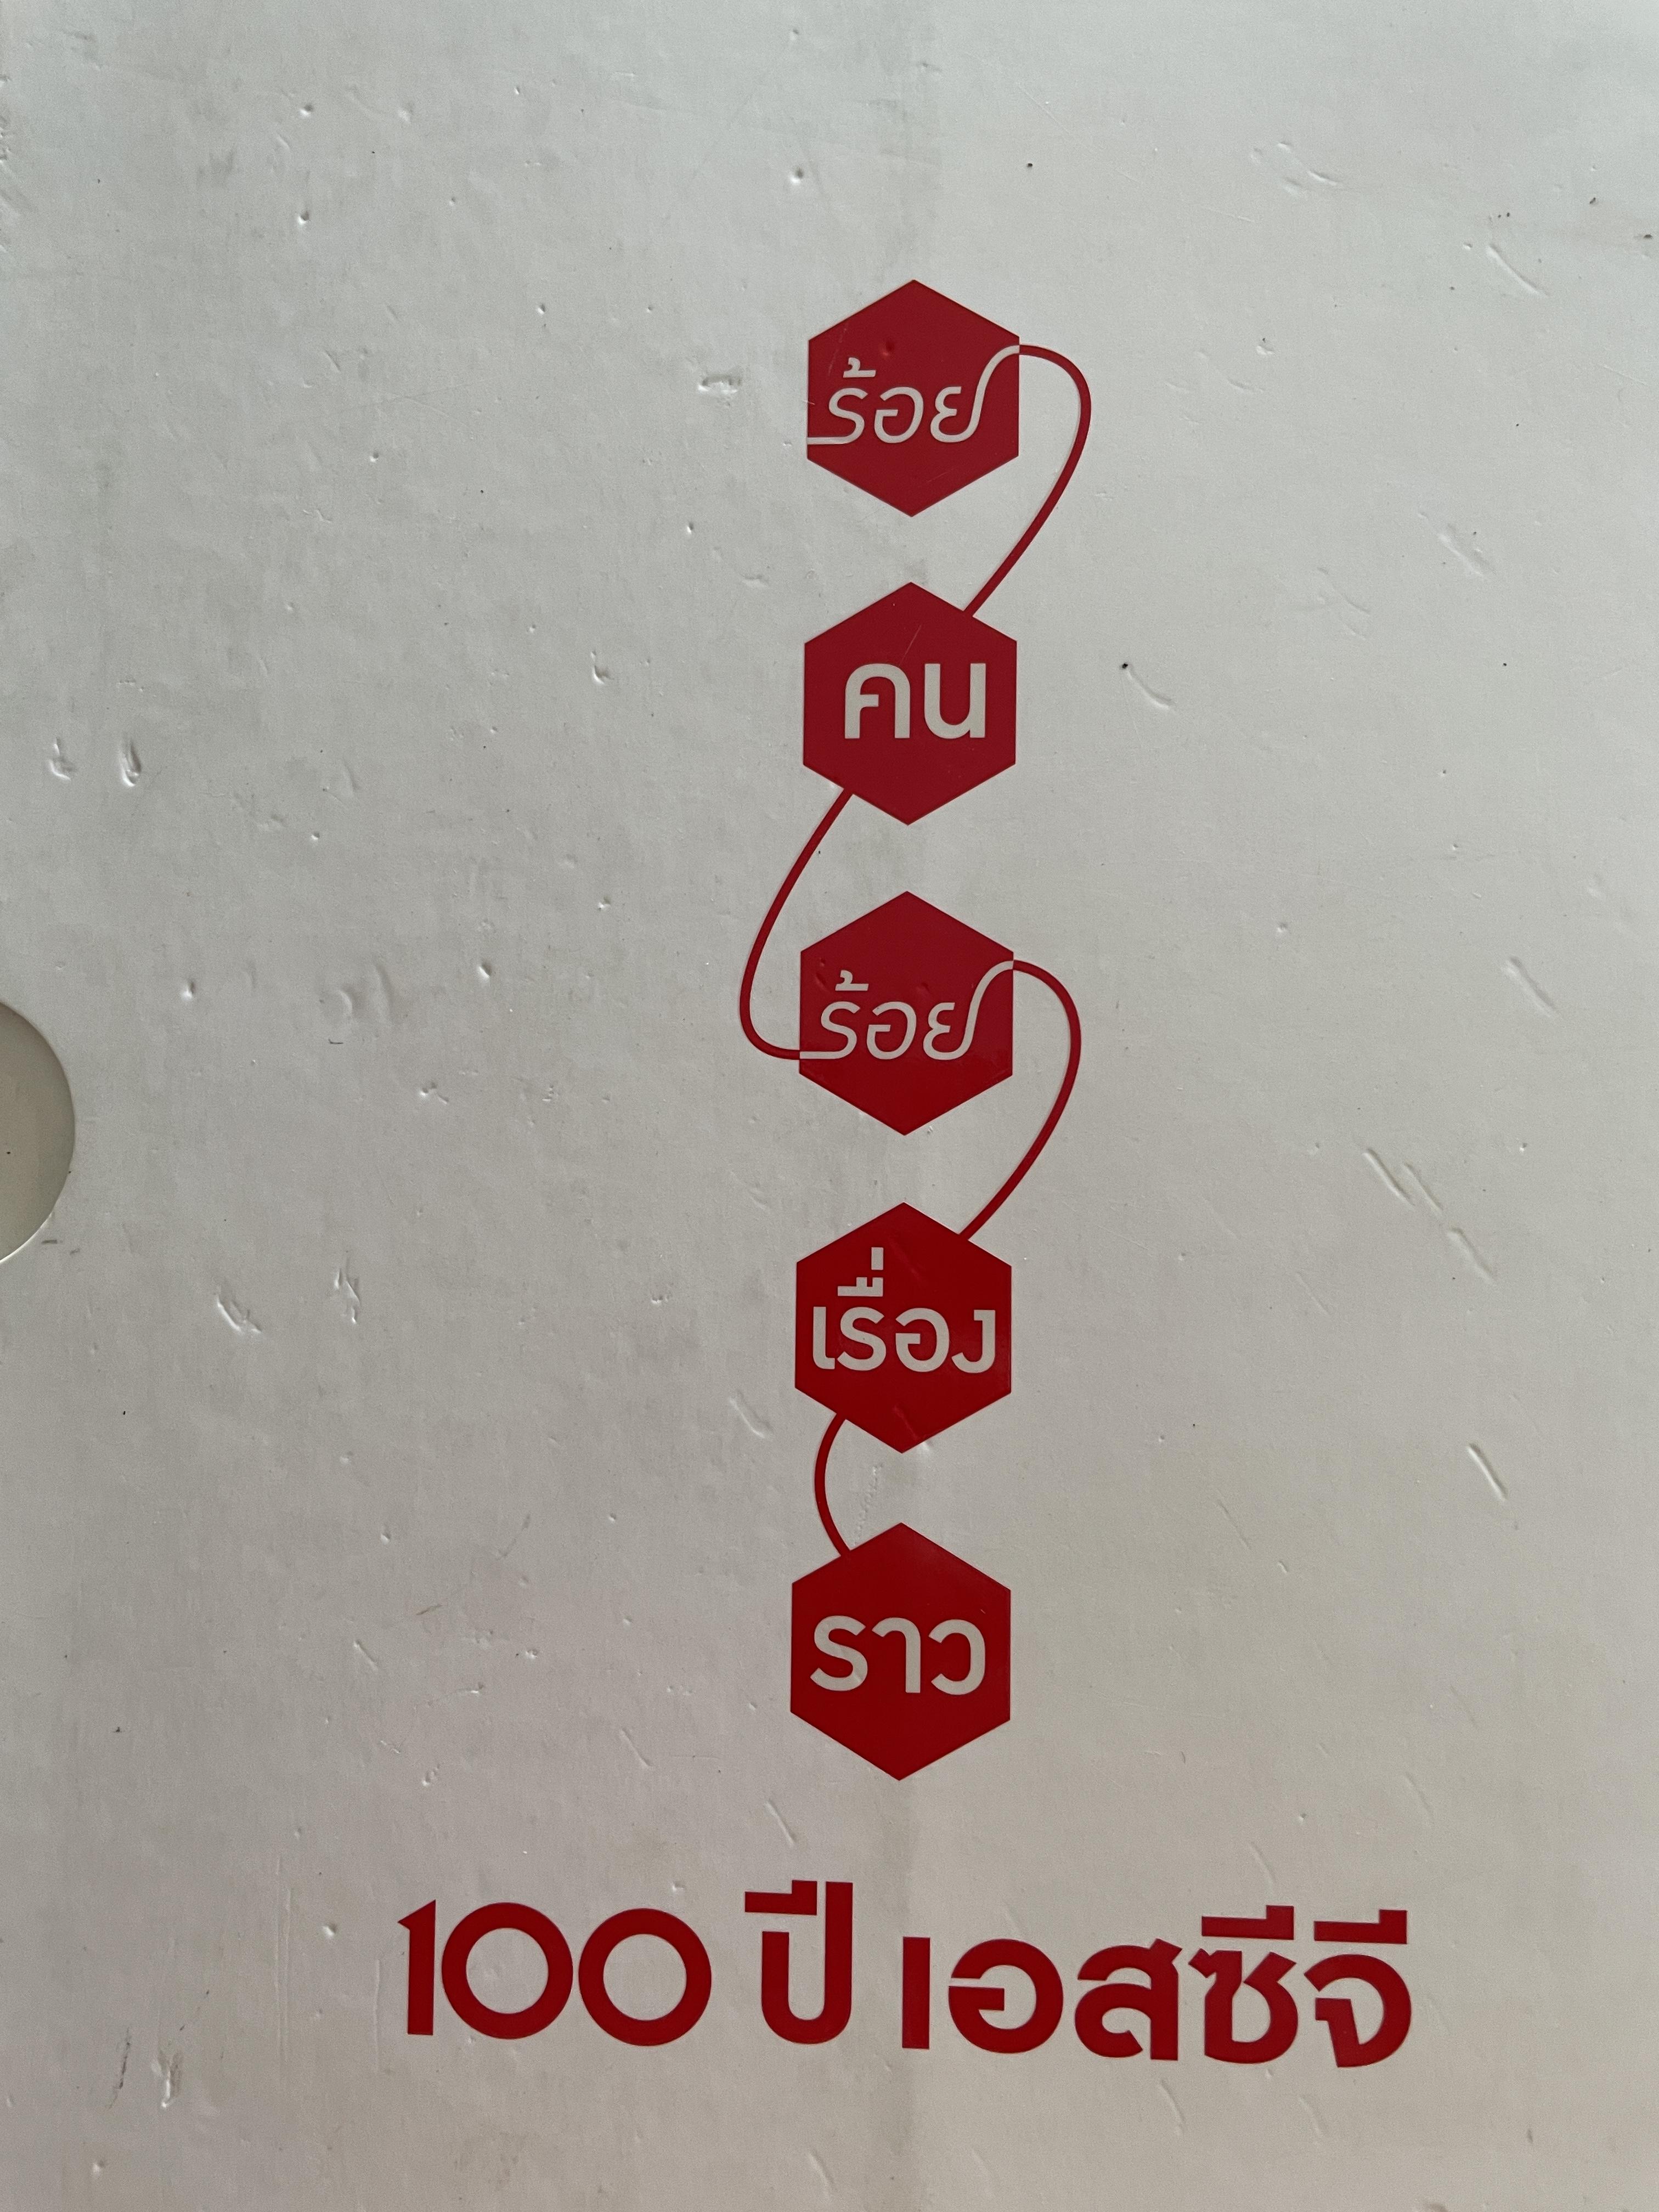 ร้อย
คน
ร้อย
เรื่อง
ราว
100 ปี เอสซีจี